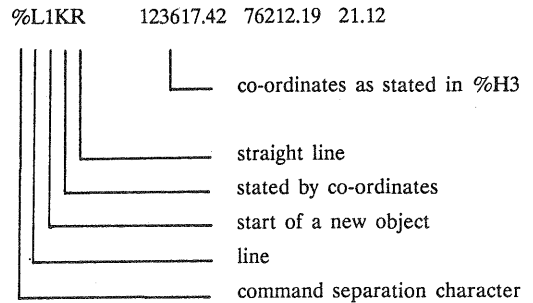 %L1KR 123617.42 76212.19 21.12
co-ordinates as stated in %H3
straight line
stated by co-ordinates
start of a new object
line
command separation character